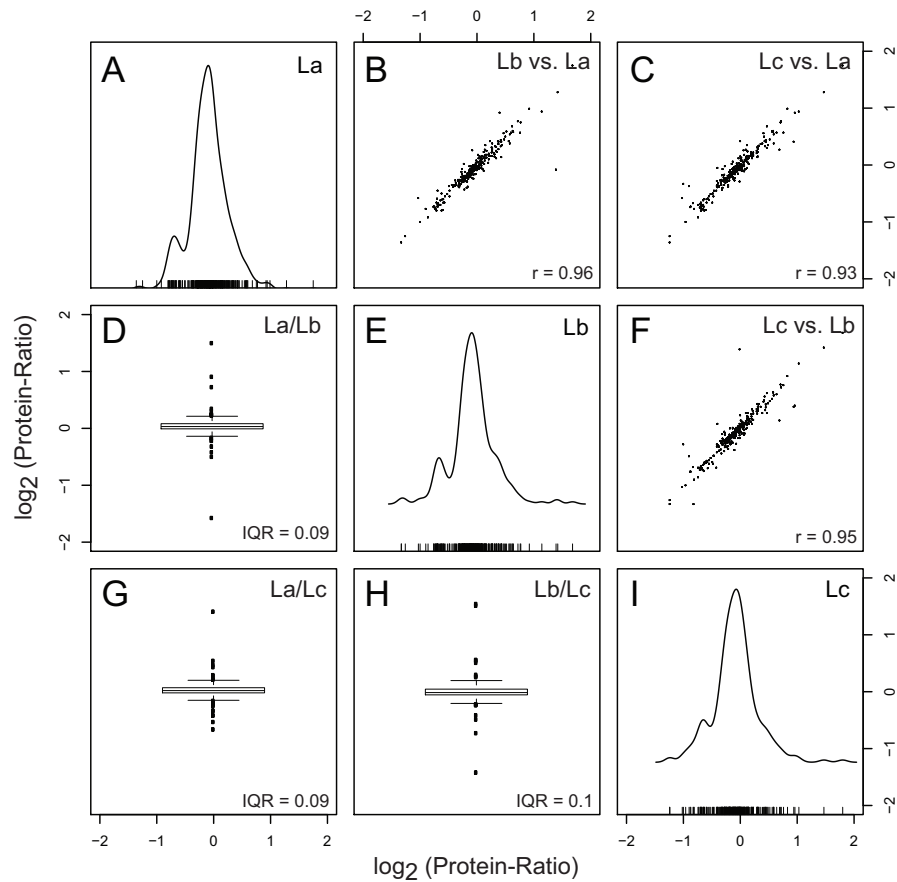 −2 −1 0 1 2
A La
B Lb vs. La
r = 0.96
C Lc vs. La
r = 0.93
2
1
0
−1
−2
log2 (Protein-Ratio)
2
1
0
−1
−2
D La/Lb
IQR = 0.09
E Lb
F Lc vs. Lb
r = 0.95
G La/Lc
IQR = 0.09
H Lb/Lc
IQR = 0.1
I Lc
2
1
0
−1
−2
−2 −1 0 1 2
−2 −1 0 1 2
log2 (Protein-Ratio)